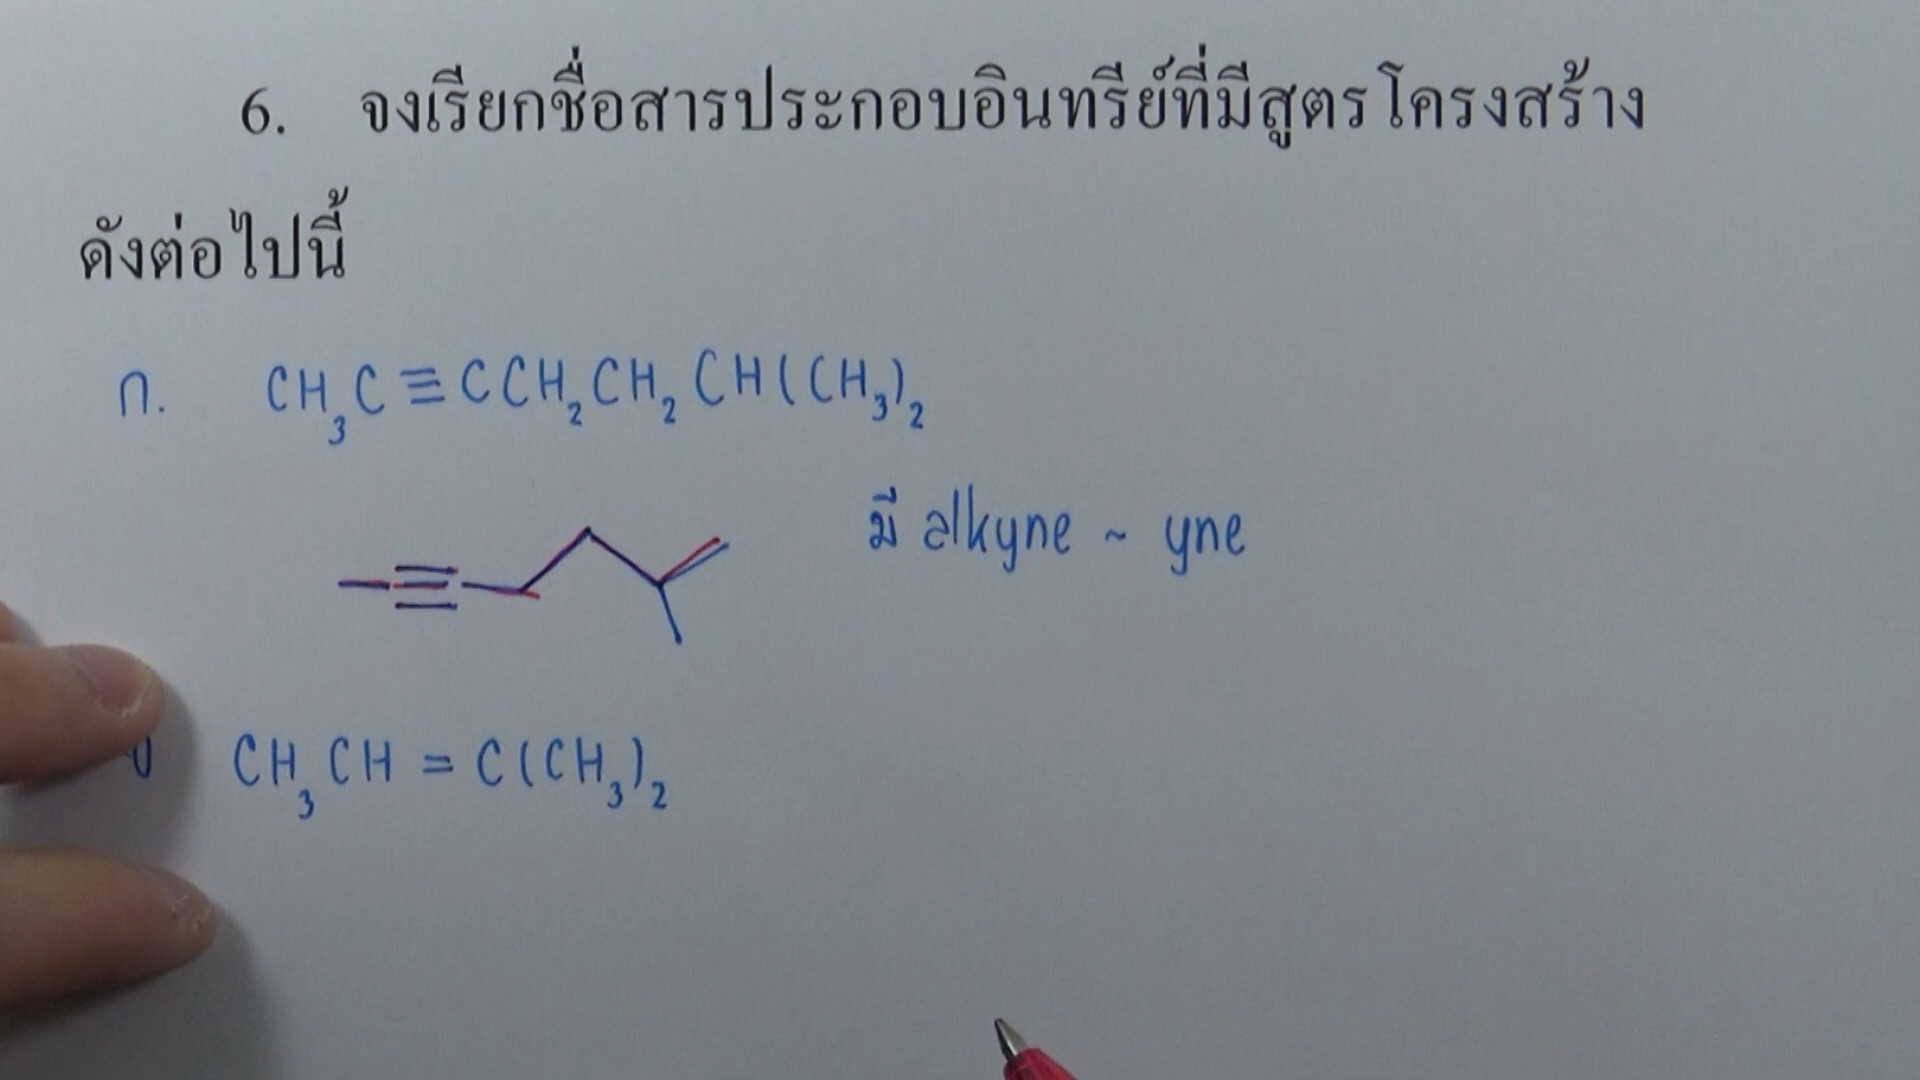 6. จงเรียกชื่อสารประกอบอินทรีย์ที่มีสูตรโครงสร้าง
ดังต่อไปนี้
ก. CH₃C≡CCH₂CH₂CH(CH₃)₂
มี alkyne ~ yne
CH₃CH = C(CH₃)₂